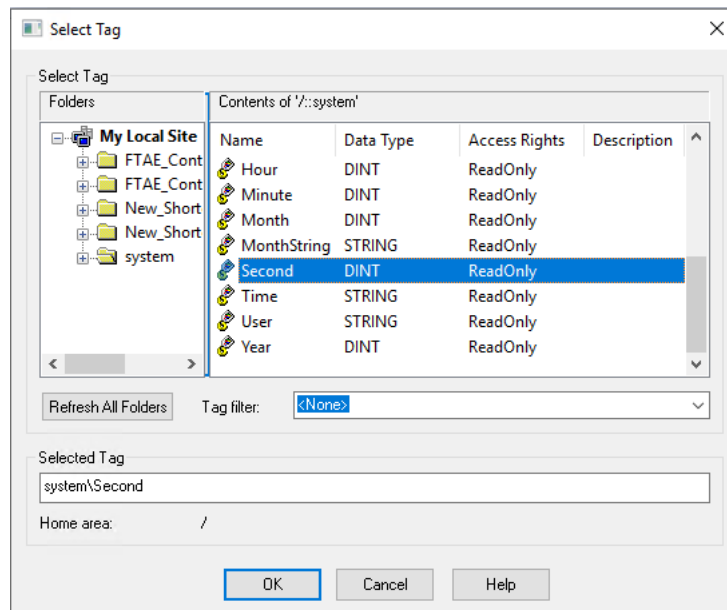 Select Tag
Select Tag
Folders Contents of '/::system'
My Local Site
FTAE_Cont
FTAE_Cont
New_Short
New_Short
system
Name Data Type Access Rights Description
Hour DINT ReadOnly
Minute DINT ReadOnly
Month DINT ReadOnly
MonthString STRING ReadOnly
Second DINT ReadOnly
Time STRING ReadOnly
User STRING ReadOnly
Year DINT ReadOnly
Refresh All Folders Tag filter: <None>
Selected Tag
system\Second
Home area: /
OK Cancel Help